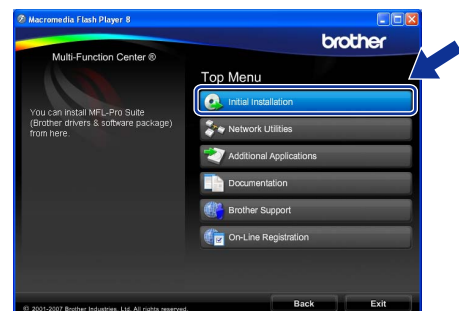 Macromedia Flash Player 8
brother
Multi-Function Center ®
Top Menu
You can install MFL-Pro Suite
(Brother drivers & software package)
from here.
Initial Installation
Network Utilities
Additional Applications
Documentation
Brother Support
On-Line Registration
© 2001-2007 Brother Industries, Ltd. All rights reserved.
Back
Exit